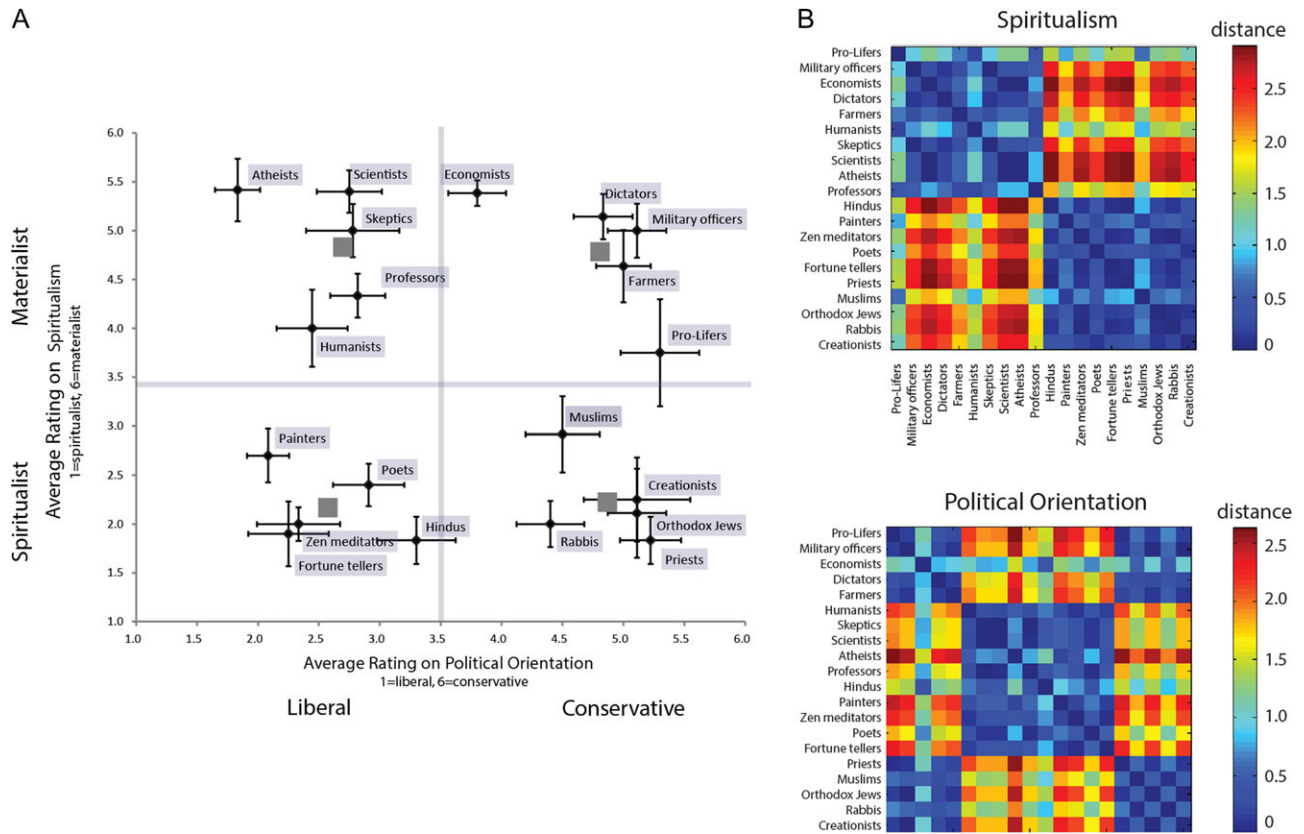 A
Materialist
Spiritualist
Average Rating on Spiritualism
1=spiritualist, 6=materialist
6.0
5.5
5.0
4.5
4.0
3.5
3.0
2.5
2.0
1.5
1.0
Atheists
Scientists
Economists
Skeptics
Dictators
Military officers
Professors
Farmers
Humanists
Pro-Lifers
Muslims
Painters
Poets
Creationists
Zen meditators
Hindus
Rabbis
Orthodox Jews
Fortune tellers
Priests
1.0 2.0 2.5 3.0 3.5 4.0 4.5 5.0 5.5 6.0
Average Rating on Political Orientation
1=liberal, 6=conservative
Liberal Conservative
B
Spiritualism
distance
Pro-Lifers
Military officers
Economists
Dictators
Farmers
Humanists
Skeptics
Scientists
Atheists
Professors
Hindus
Painters
Zen meditators
Poets
Fortune tellers
Priests
Muslims
Orthodox Jews
Rabbis
Creationists
2.5
2.0
1.5
1.0
0.5
0
Pro-Lifers
Military officers
Economists
Dictators
Farmers
Humanists
Skeptics
Scientists
Atheists
Professors
Hindus
Painters
Zen meditators
Poets
Fortune tellers
Priests
Muslims
Orthodox Jews
Rabbis
Creationists
Political Orientation
distance
Pro-Lifers
Military officers
Economists
Dictators
Farmers
Humanists
Skeptics
Scientists
Atheists
Professors
Hindus
Painters
Zen meditators
Poets
Fortune tellers
Priests
Muslims
Orthodox Jews
Rabbis
Creationists
2.5
2.0
1.5
1.0
0.5
0